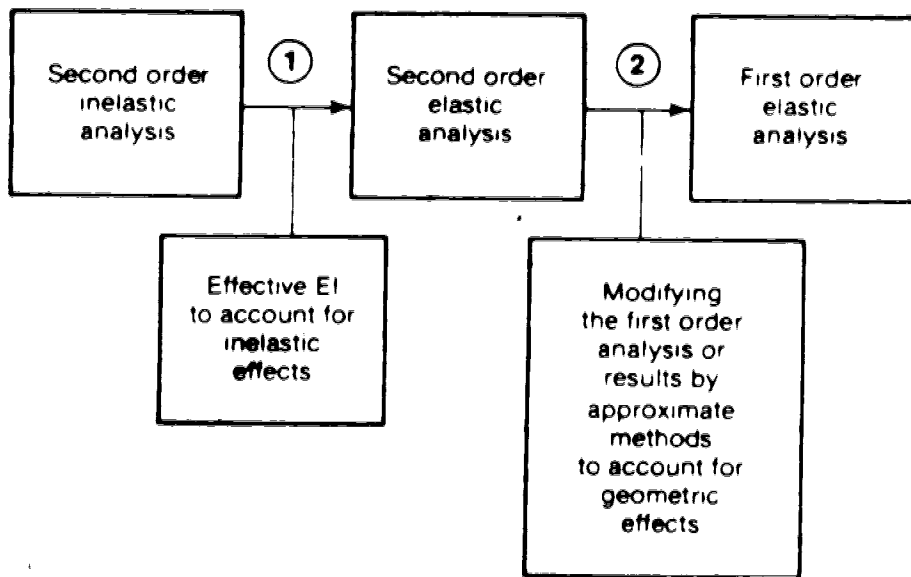 1
2
Second order
inelastic
analysis
Second order
elastic
analysis
First order
elastic
analysis
Effective EI
to account for
inelastic
effects
Modifying
the first order
analysis or
results by
approximate
methods
to account for
geometric
effects